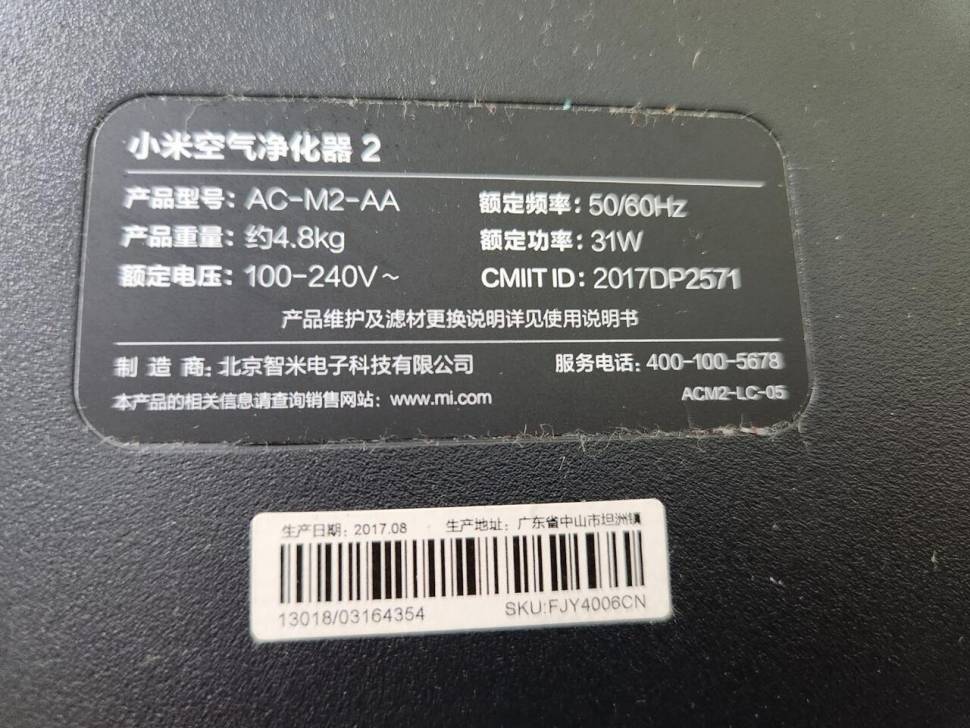 小米空气净化器 2
产品型号: AC-M2-AA 额定频率: 50/60Hz
产品重量: 约4.8kg 额定功率: 31W
额定电压: 100-240V~ CMIIT ID: 2017DP2571
产品维护及滤材更换说明详见使用说明书
制 造 商: 北京智米电子科技有限公司 服务电话: 400-100-5678
本产品的相关信息请查询销售网站: www.mi.com ACM2-LC-05
生产日期: 2017.08 生产地址: 广东省中山市坦洲镇
13018/03164354 SKU:FJY4006CN